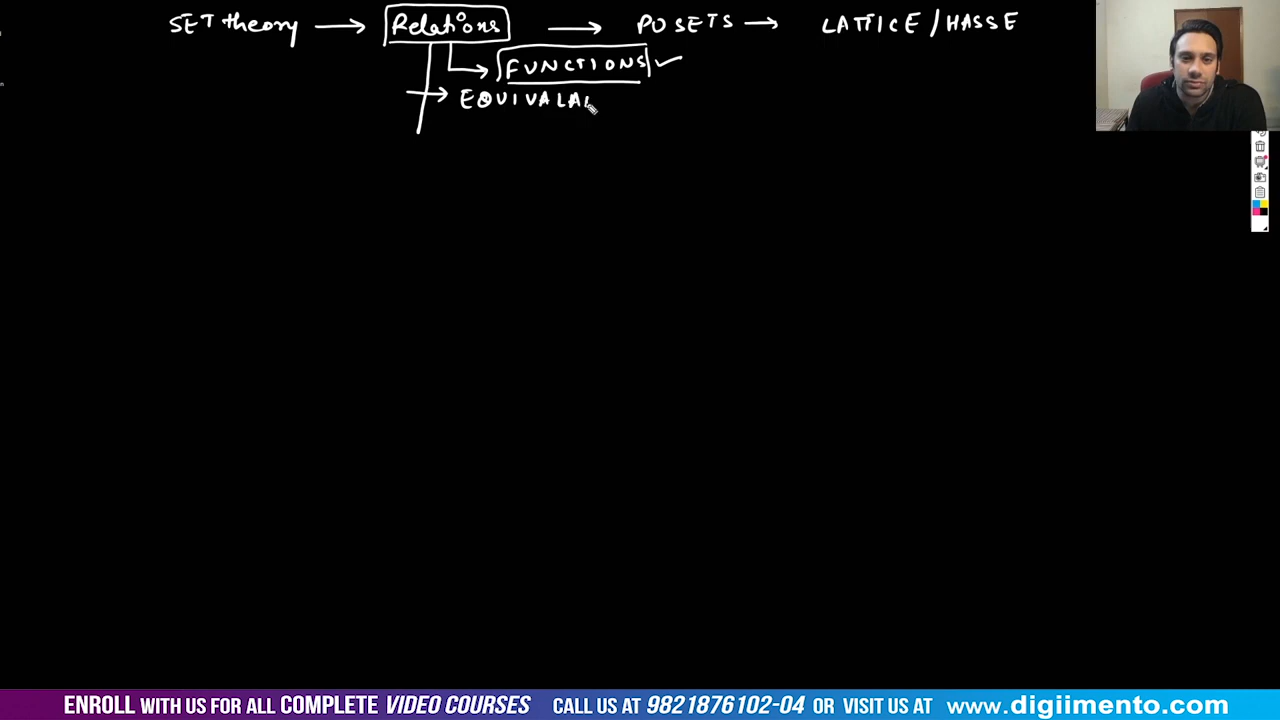 SET theory → Relations → POSETS → LATTICE / HASSE
FUNCTIONS ✓
→ EQUIVALA
ENROLL WITH US FOR ALL COMPLETE VIDEO COURSES CALL US AT 9821876102-04 OR VISIT US AT www.digiimento.com